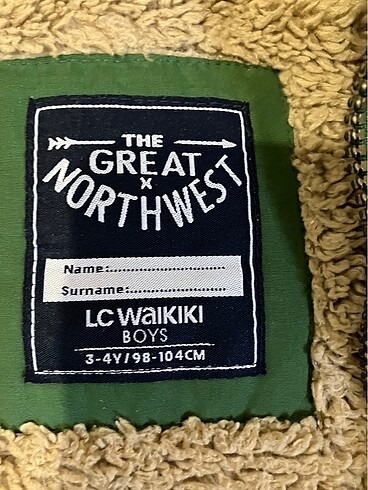 THE
GREAT
x
NORTHWEST
Name:............................
Surname:.......................
LC WaiKiKi
BOYS
3-4Y/98-104CM